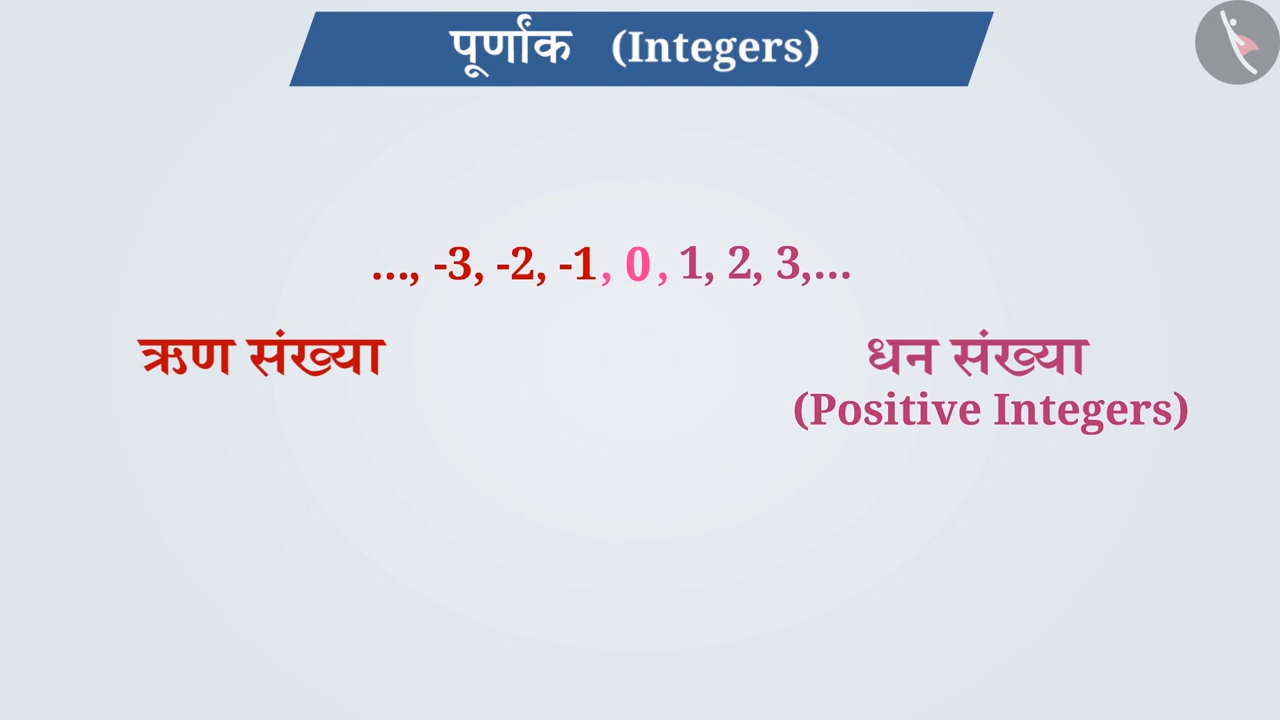 पूर्णांक (Integers)
..., -3, -2, -1, 0, 1, 2, 3,...
ऋण संख्या
धन संख्या
(Positive Integers)